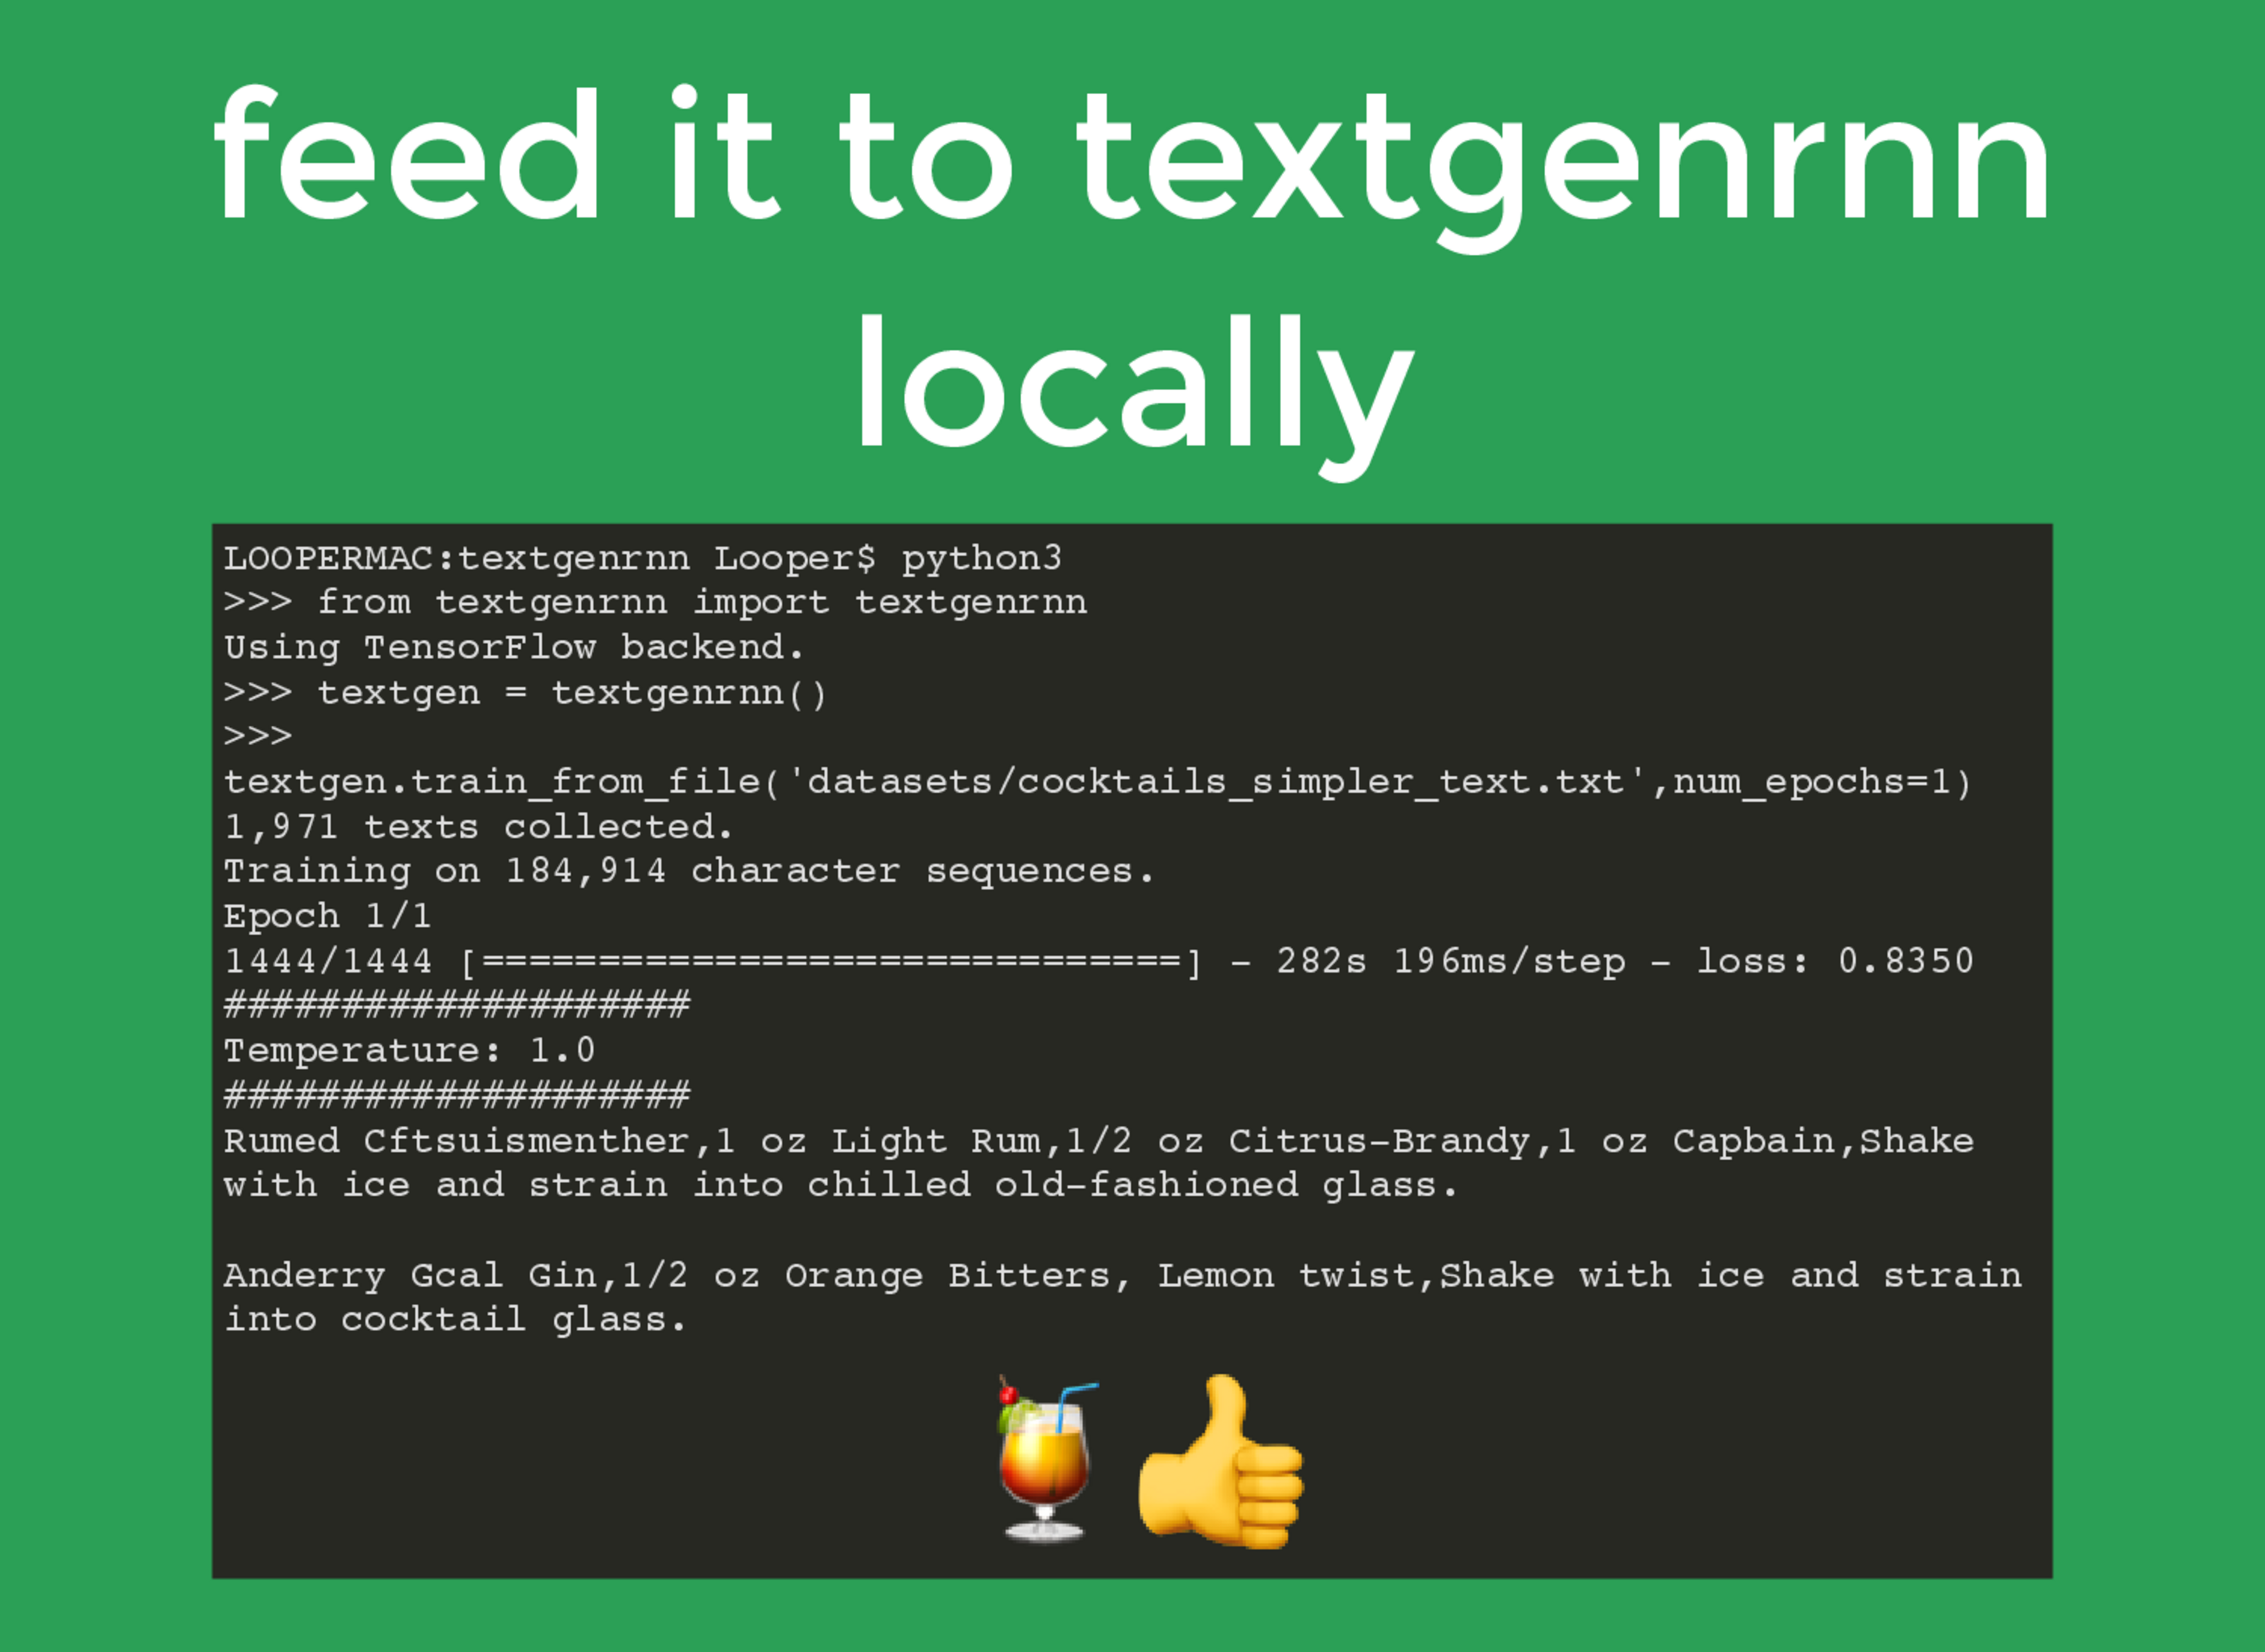 feed it to textgenrnn
locally
LOOPERMAC:textgenrnn Looper$ python3
>>> from textgenrnn import textgenrnn
Using TensorFlow backend.
>>> textgen = textgenrnn()
>>>
textgen.train_from_file('datasets/cocktails_simpler_text.txt',num_epochs=1)
1,971 texts collected.
Training on 184,914 character sequences.
Epoch 1/1
1444/1444 [==============================] - 282s 196ms/step - loss: 0.8350
####################
Temperature: 1.0
####################
Rumed Cftsuismenther,1 oz Light Rum,1/2 oz Citrus-Brandy,1 oz Capbain,Shake
with ice and strain into chilled old-fashioned glass.
Anderry Gcal Gin,1/2 oz Orange Bitters, Lemon twist,Shake with ice and strain
into cocktail glass.